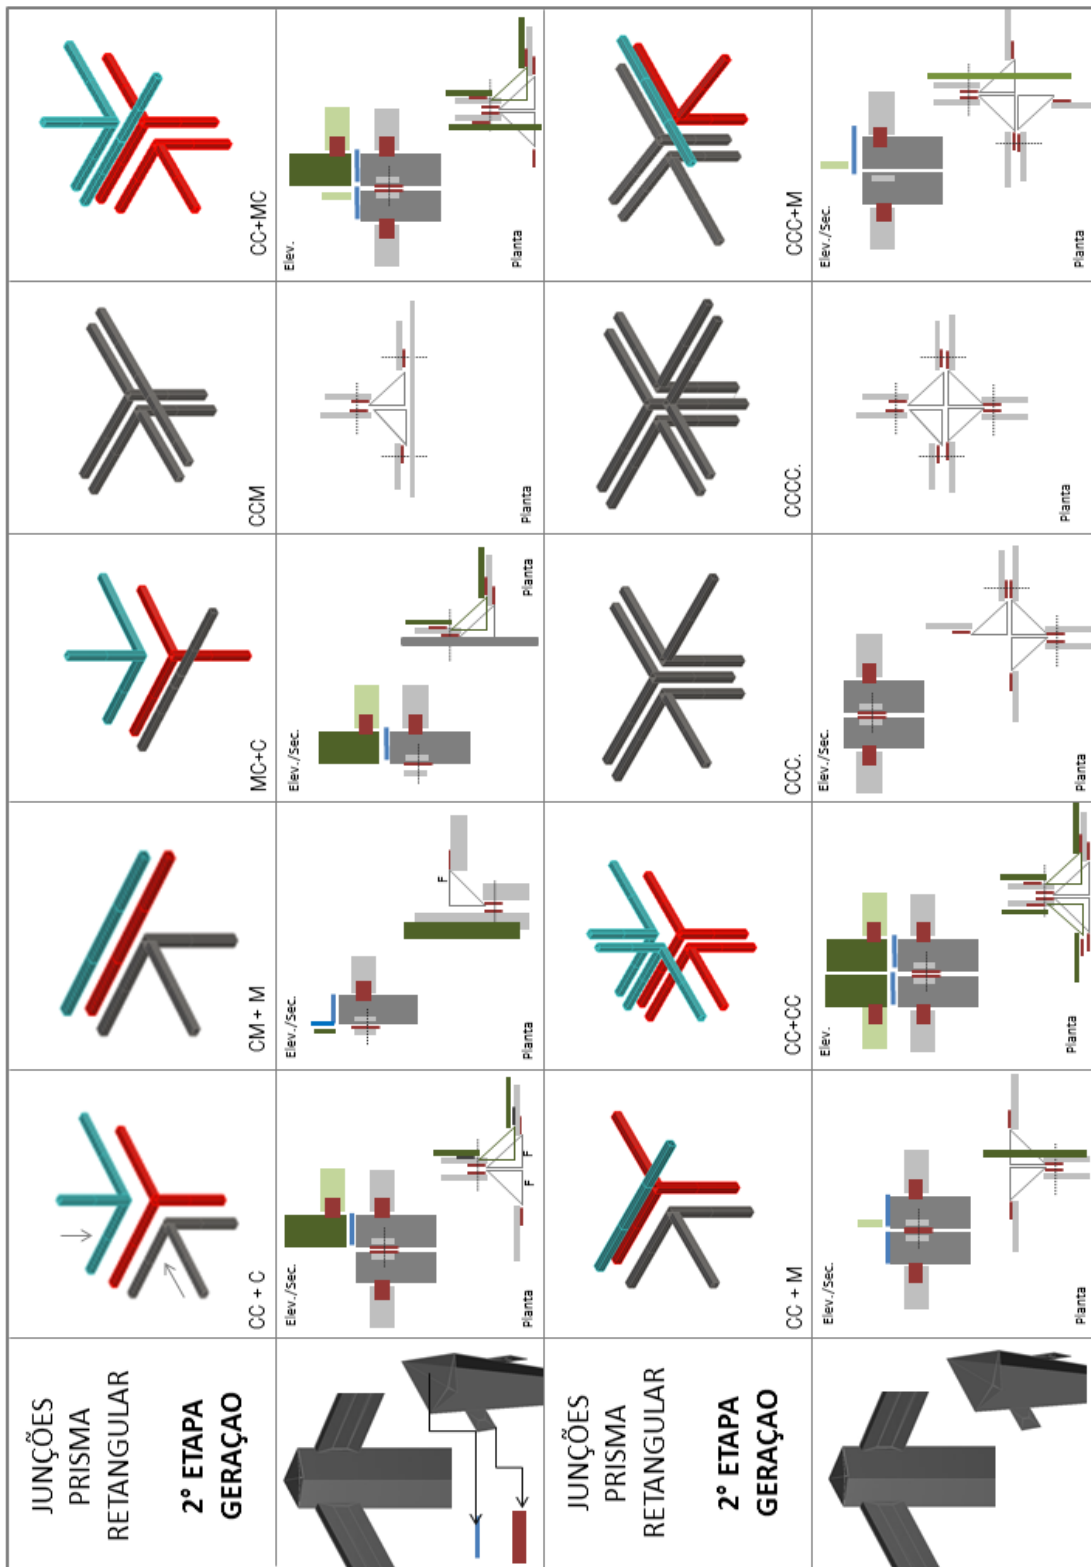 JUNÇÕES
PRISMA
RETANGULAR
2° ETAPA
GERAÇAO
CC + C
CM + M
MC+C
CCM
CC+MC
Elev./Sec.
F
F
Planta
Elev./Sec.
F
Planta
Elev./Sec.
Planta
Planta
Elev.
Planta
JUNÇÕES
PRISMA
RETANGULAR
2° ETAPA
GERAÇAO
CC + M
CC+CC
CCC.
CCCC.
CCC+M
Elev./Sec.
Planta
Elev.
Planta
Elev./Sec.
Planta
Planta
Elev./Sec.
Planta